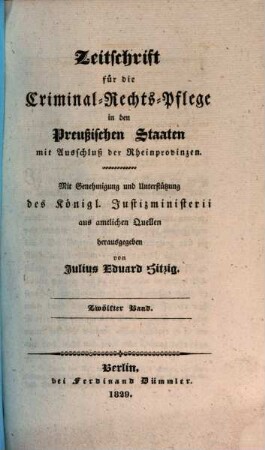 Zeitschrift
für die
Criminal-Rechts-Pflege
in den
Preußischen Staaten
mit Ausschluß der Rheinprovinzen.
Mit Genehmigung und Unterstützung
des Königl. Justizministerii
aus amtlichen Quellen
herausgegeben
von
Julius Eduard Hitzig.
Zwölfter Band.
Berlin,
bei Ferdinand Dümmler.
1829.